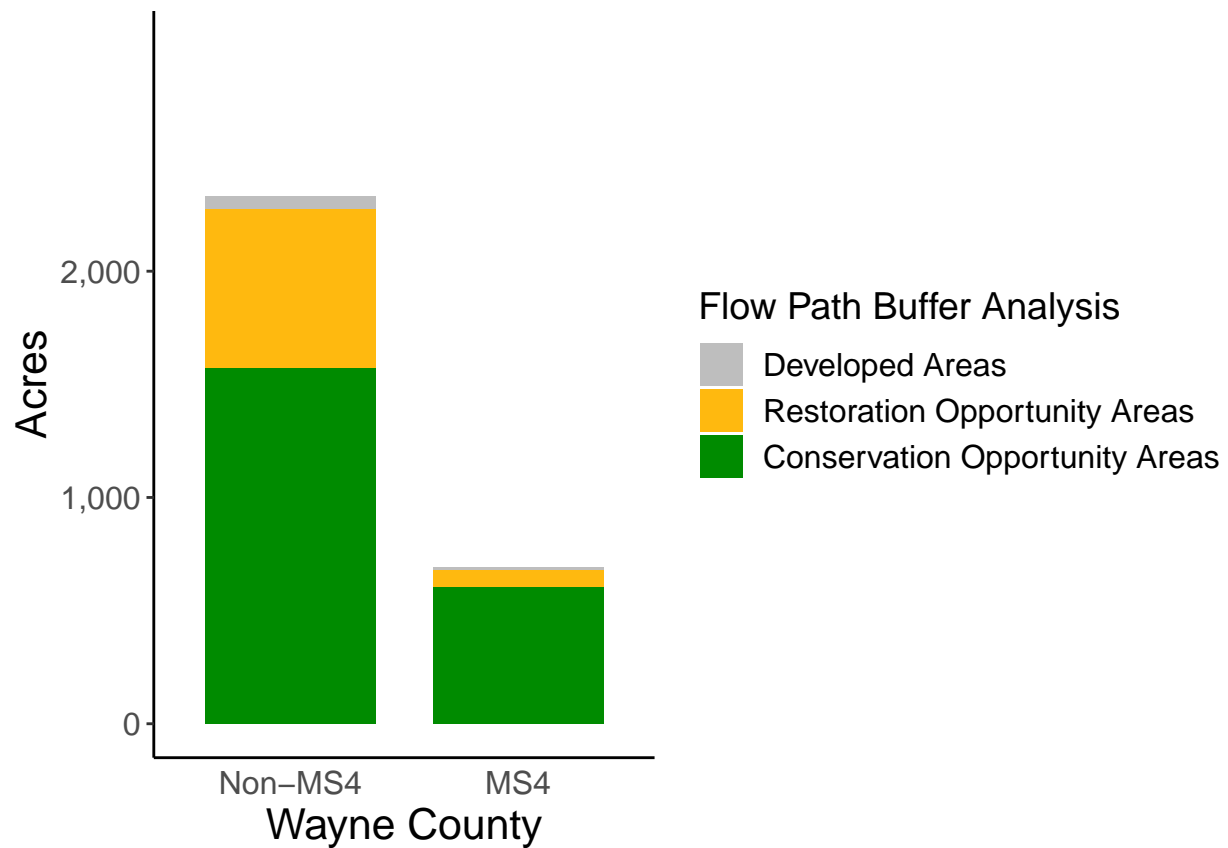 Acres
2,000
1,000
0
Non−MS4
MS4
Wayne County
Flow Path Buffer Analysis
Developed Areas
Restoration Opportunity Areas
Conservation Opportunity Areas